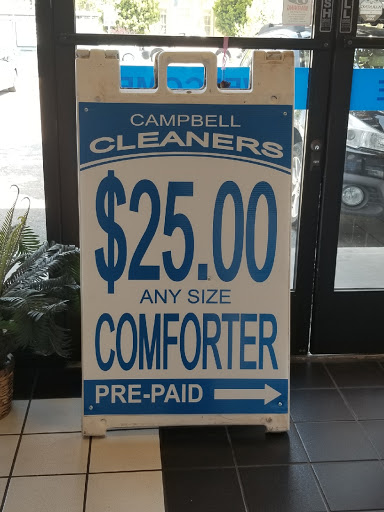 CAMPBELL
CLEANERS
$25.00
ANY SIZE
COMFORTER
PRE-PAID